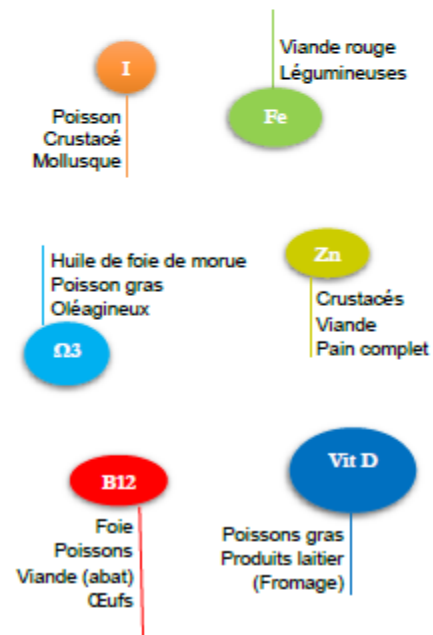 I
Poisson
Crustacé
Mollusque
Viande rouge
Légumineuses
Fe
Huile de foie de morue
Poisson gras
Oléagineux
Ω3
Zn
Crustacés
Viande
Pain complet
B12
Foie
Poissons
Viande (abat)
Œufs
Vit D
Poissons gras
Produits laitier
(Fromage)